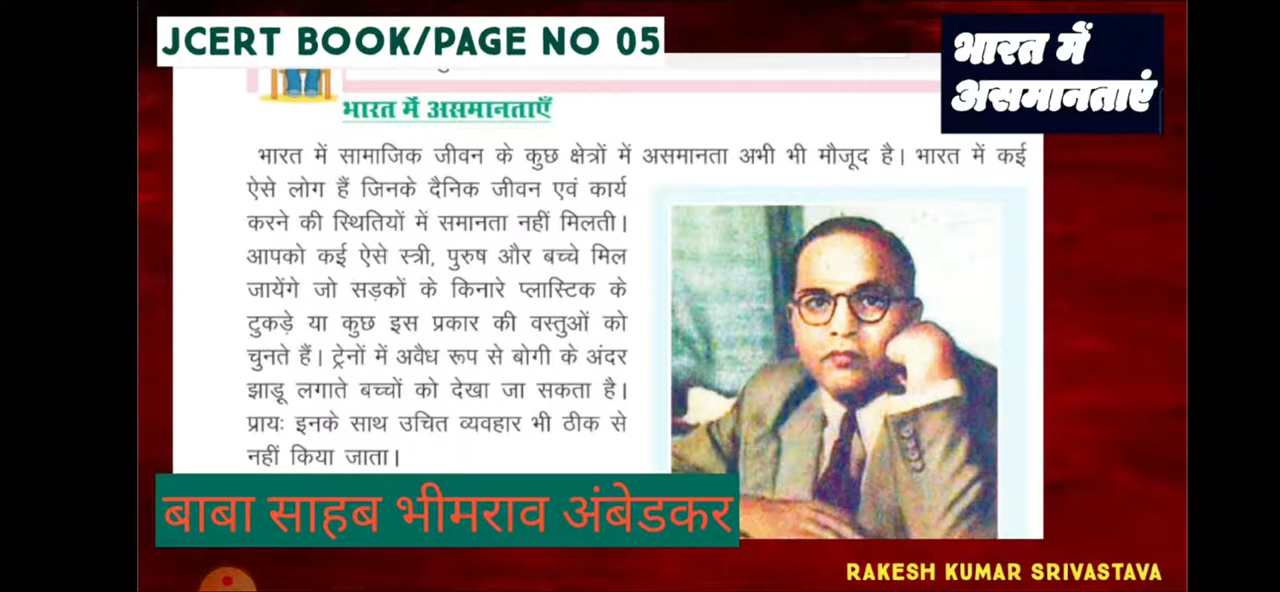 JCERT BOOK/PAGE NO 05
भारत में
असमानताएं
भारत में असमानताएँ
भारत में सामाजिक जीवन के कुछ क्षेत्रों में असमानता अभी भी मौजूद है। भारत में कई
ऐसे लोग हैं जिनके दैनिक जीवन एवं कार्य
करने की स्थितियों में समानता नहीं मिलती।
आपको कई ऐसे स्त्री, पुरुष और बच्चे मिल
जायेंगे जो सड़कों के किनारे प्लास्टिक के
टुकड़े या कुछ इस प्रकार की वस्तुओं को
चुनते हैं। ट्रेनों में अवैध रूप से बोगी के अंदर
झाड़ू लगाते बच्चों को देखा जा सकता है।
प्रायः इनके साथ उचित व्यवहार भी ठीक से
नहीं किया जाता।
बाबा साहब भीमराव अंबेडकर
RAKESH KUMAR SRIVASTAVA